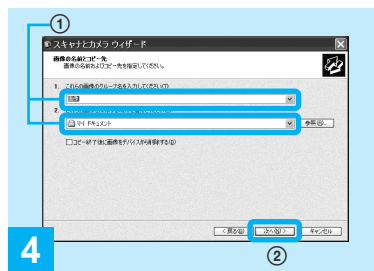 ①
スキャナとカメラ ウィザード
画像の名前とコピー先
画像の名前およびコピー先を指定してください。
1. これらの画像のグループ名を入力してください(T):
2.
マイ ドキュメント
参照(B)...
コピー終了後に画像をデバイスから削除する(D)
< 戻る(B)
次へ(N) >
キャンセル
4
②